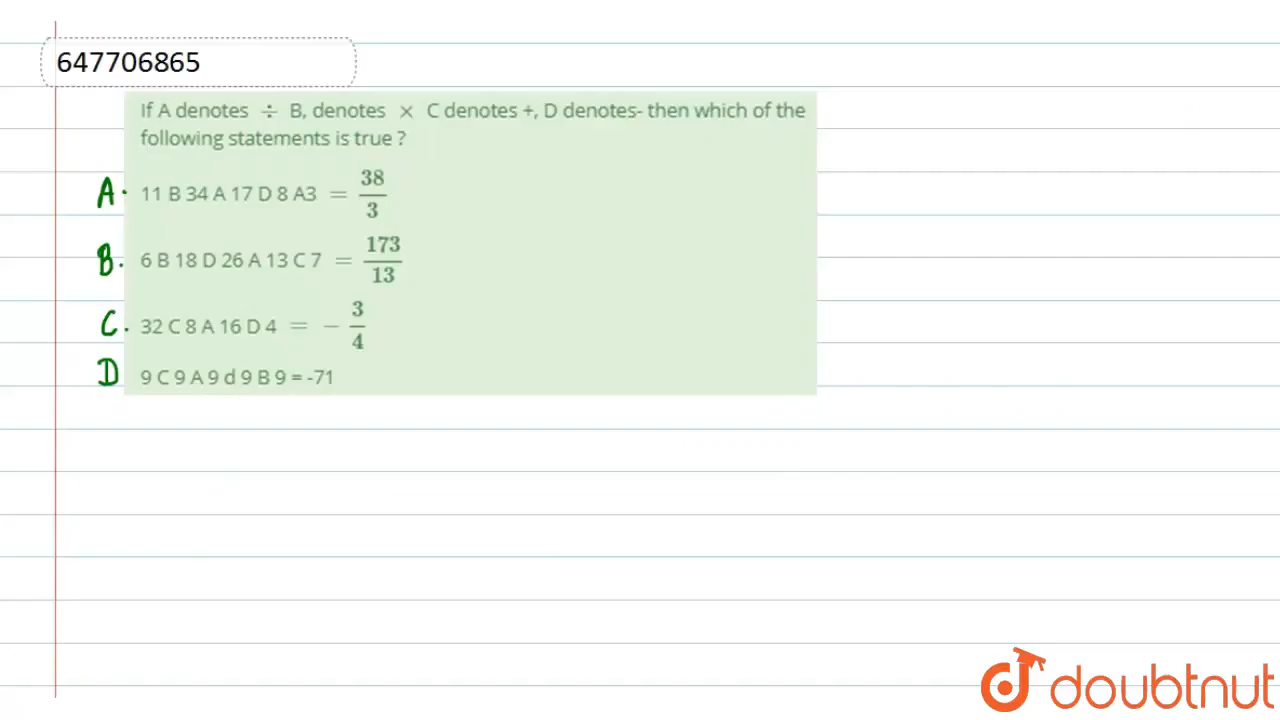 647706865
If A denotes ÷ B, denotes × C denotes +, D denotes- then which of the
following statements is true ?
A. 11 B 34 A 17 D 8 A3 = 38/3
B. 6 B 18 D 26 A 13 C 7 = 173/13
C. 32 C 8 A 16 D 4 = - 3/4
D 9 C 9 A 9 d 9 B 9 = -71
doubtnut